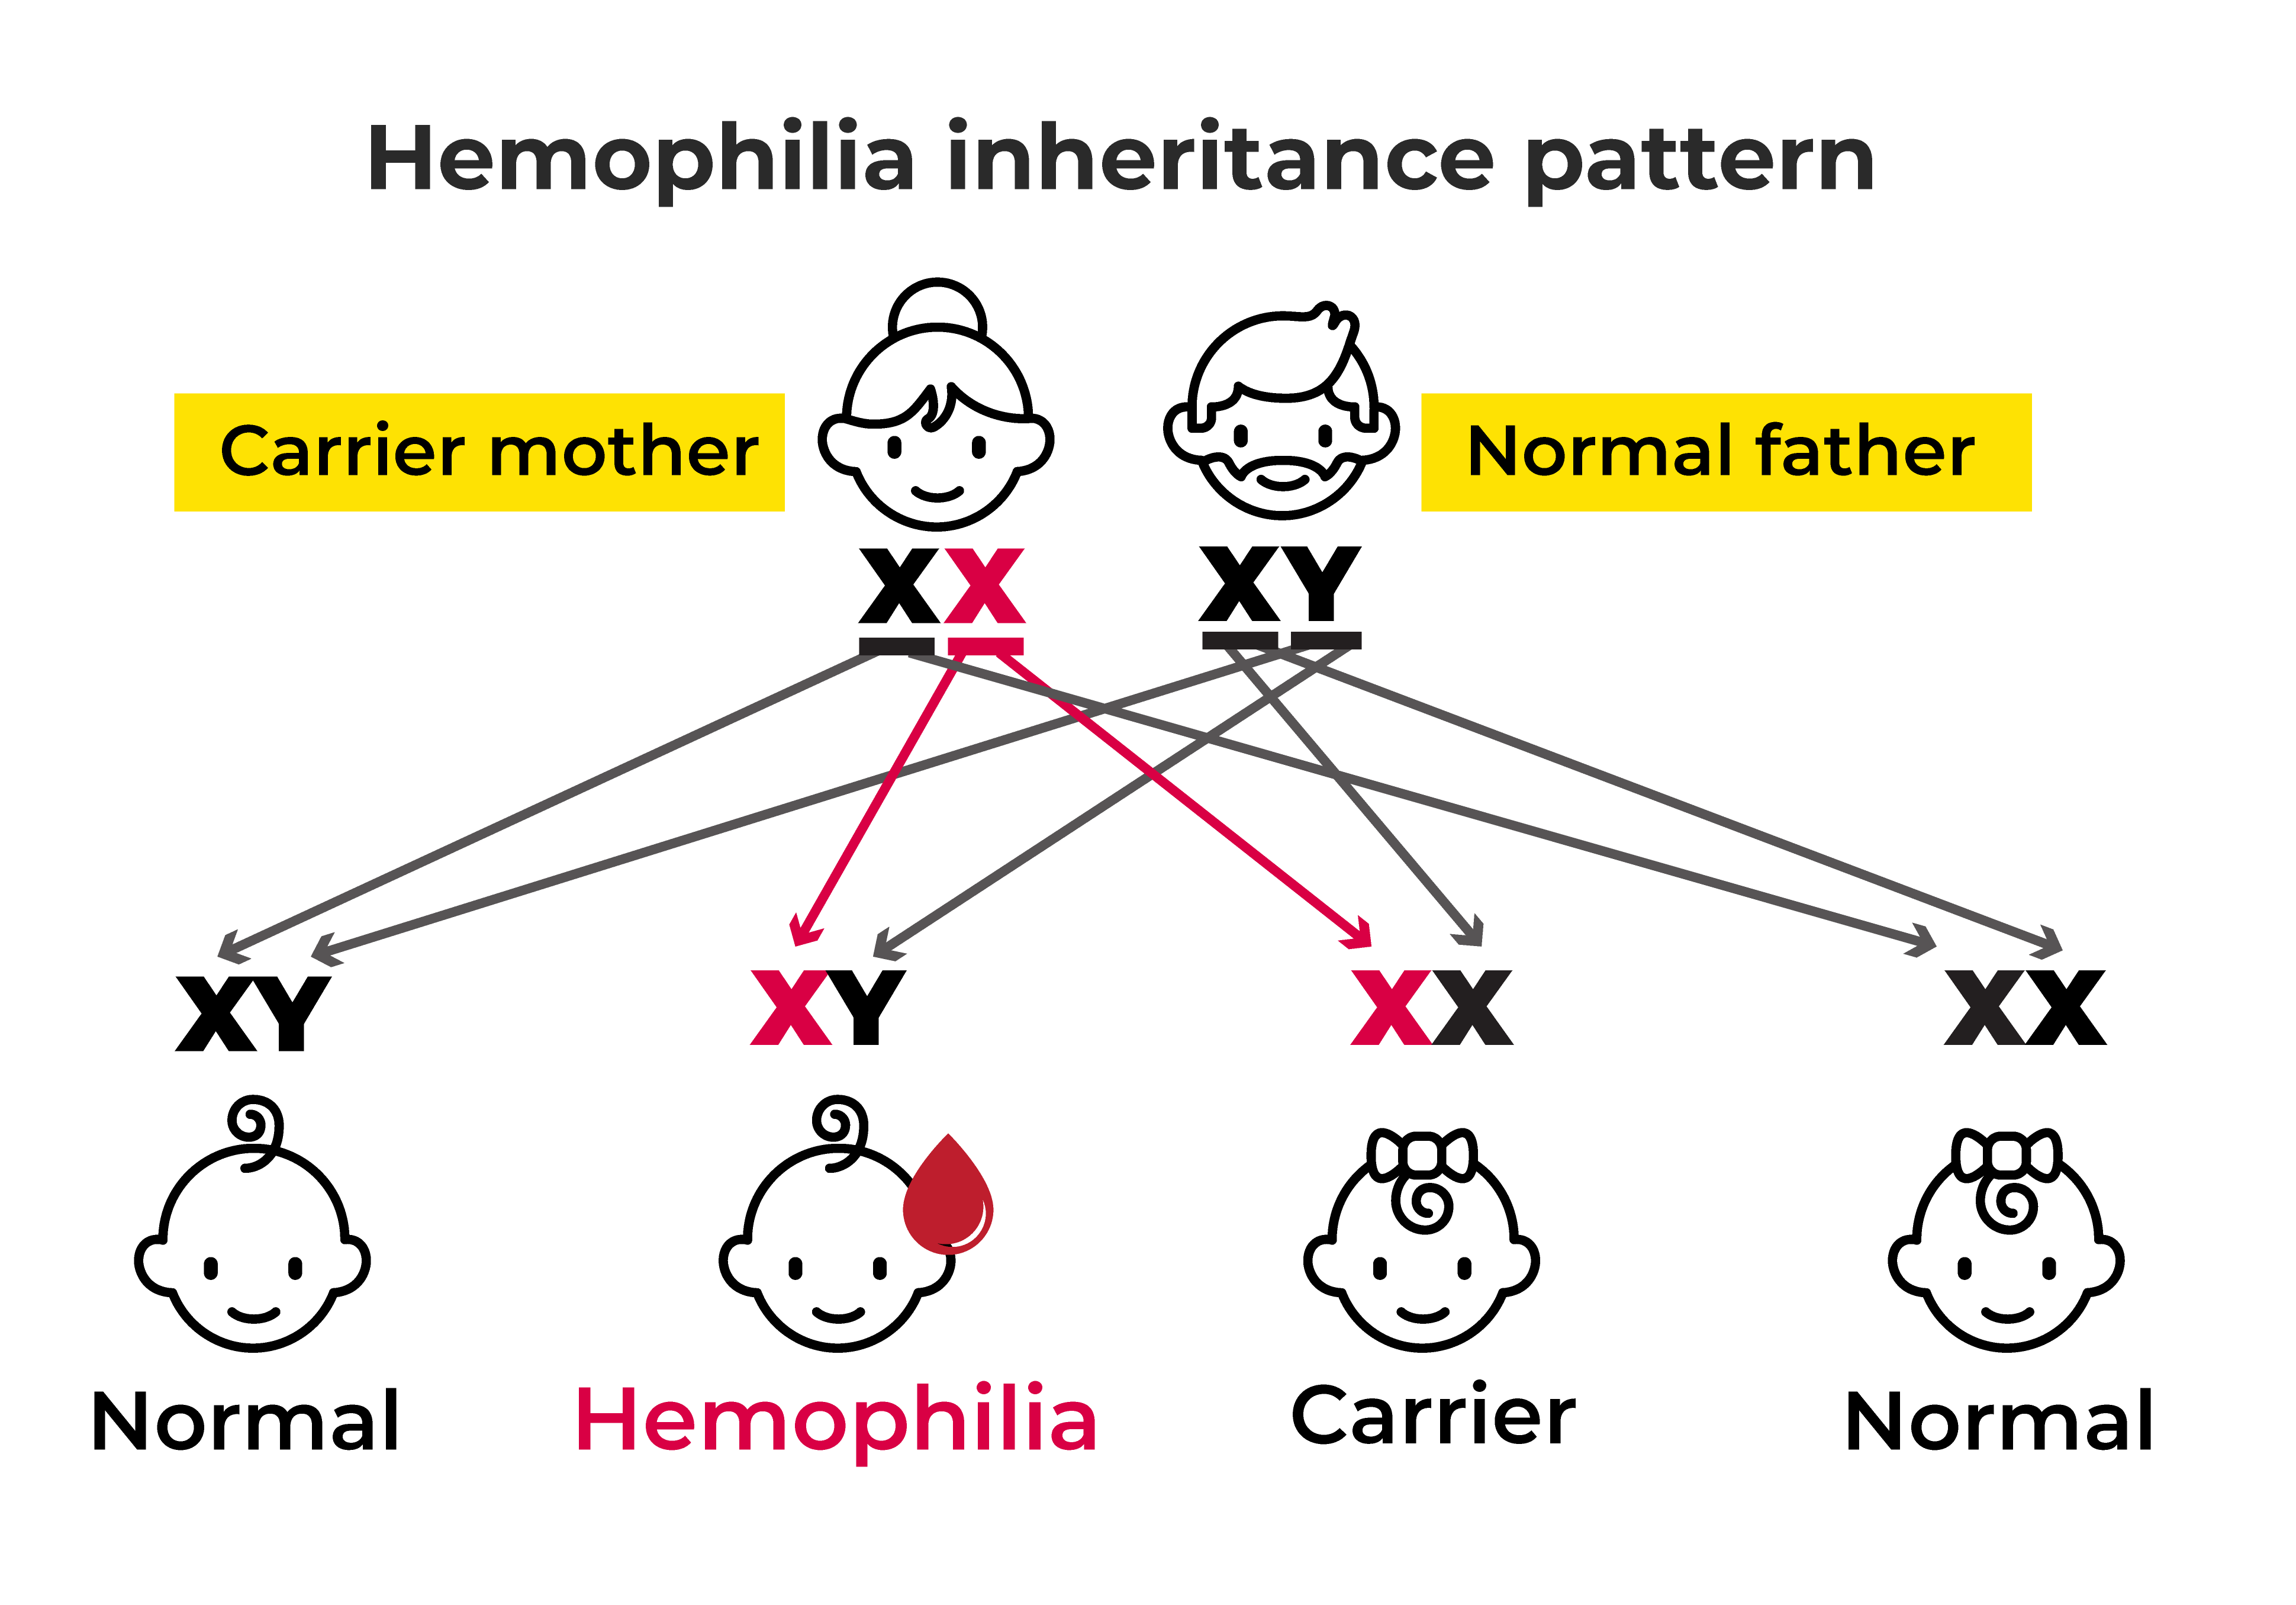 Hemophilia inheritance pattern
Carrier mother
Normal father
XX
XY
XY
XY
XX
XX
Normal
Hemophilia
Carrier
Normal